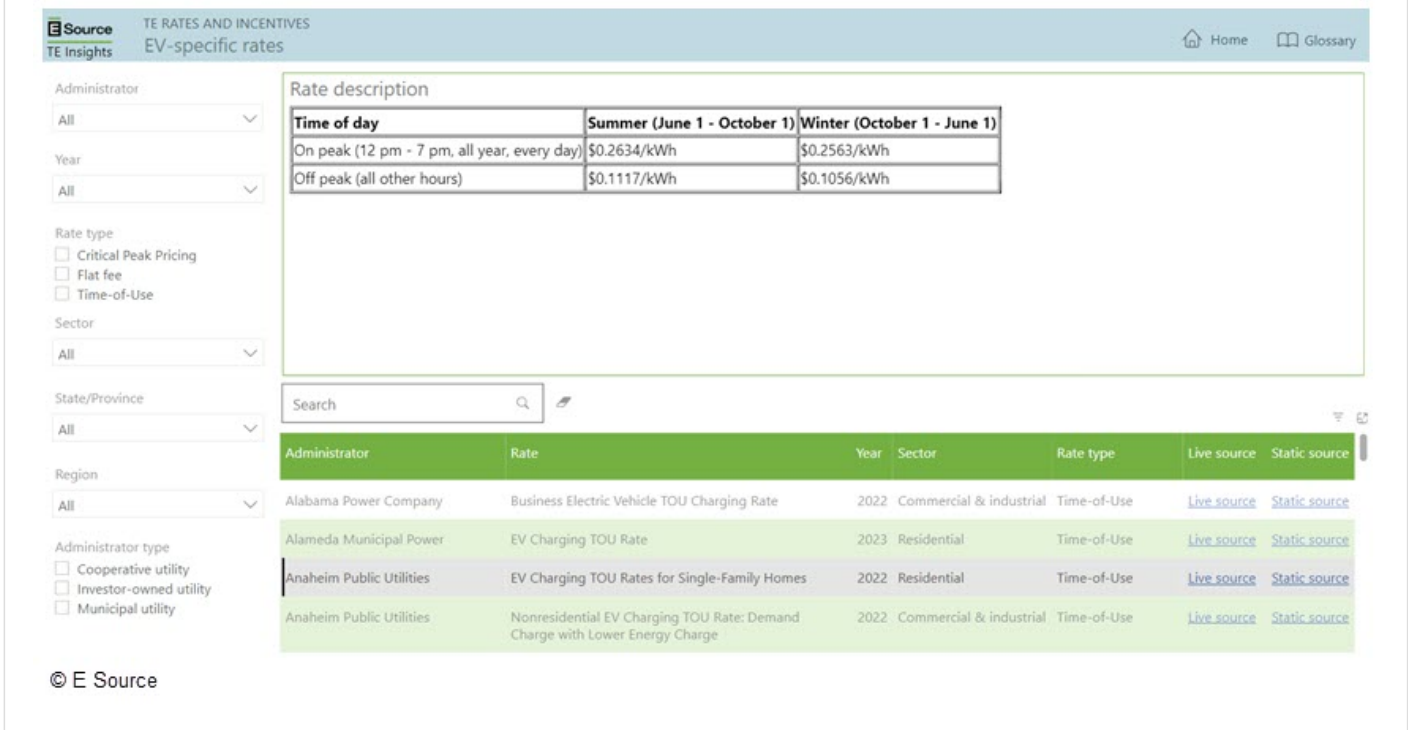 E Source
TE Insights
TE RATES AND INCENTIVES
EV-specific rates
Home
Glossary
Administrator
All
Year
All
Rate type
Critical Peak Pricing
Flat fee
Time-of-Use
Sector
All
State/Province
All
Region
All
Administrator type
Cooperative utility
Investor-owned utility
Municipal utility
Rate description
Time of day Summer (June 1 - October 1) Winter (October 1 - June 1)
On peak (12 pm - 7 pm, all year, every day) $0.2634/kWh $0.2563/kWh
Off peak (all other hours) $0.1117/kWh $0.1056/kWh
Search
Administrator Rate Year Sector Rate type Live source Static source
Alabama Power Company Business Electric Vehicle TOU Charging Rate 2022 Commercial & industrial Time-of-Use Live source Static source
Alameda Municipal Power EV Charging TOU Rate 2023 Residential Time-of-Use Live source Static source
Anaheim Public Utilities EV Charging TOU Rates for Single-Family Homes 2022 Residential Time-of-Use Live source Static source
Anaheim Public Utilities Nonresidential EV Charging TOU Rate: Demand 2022 Commercial & industrial Time-of-Use Live source Static source
Charge with Lower Energy Charge
© E Source